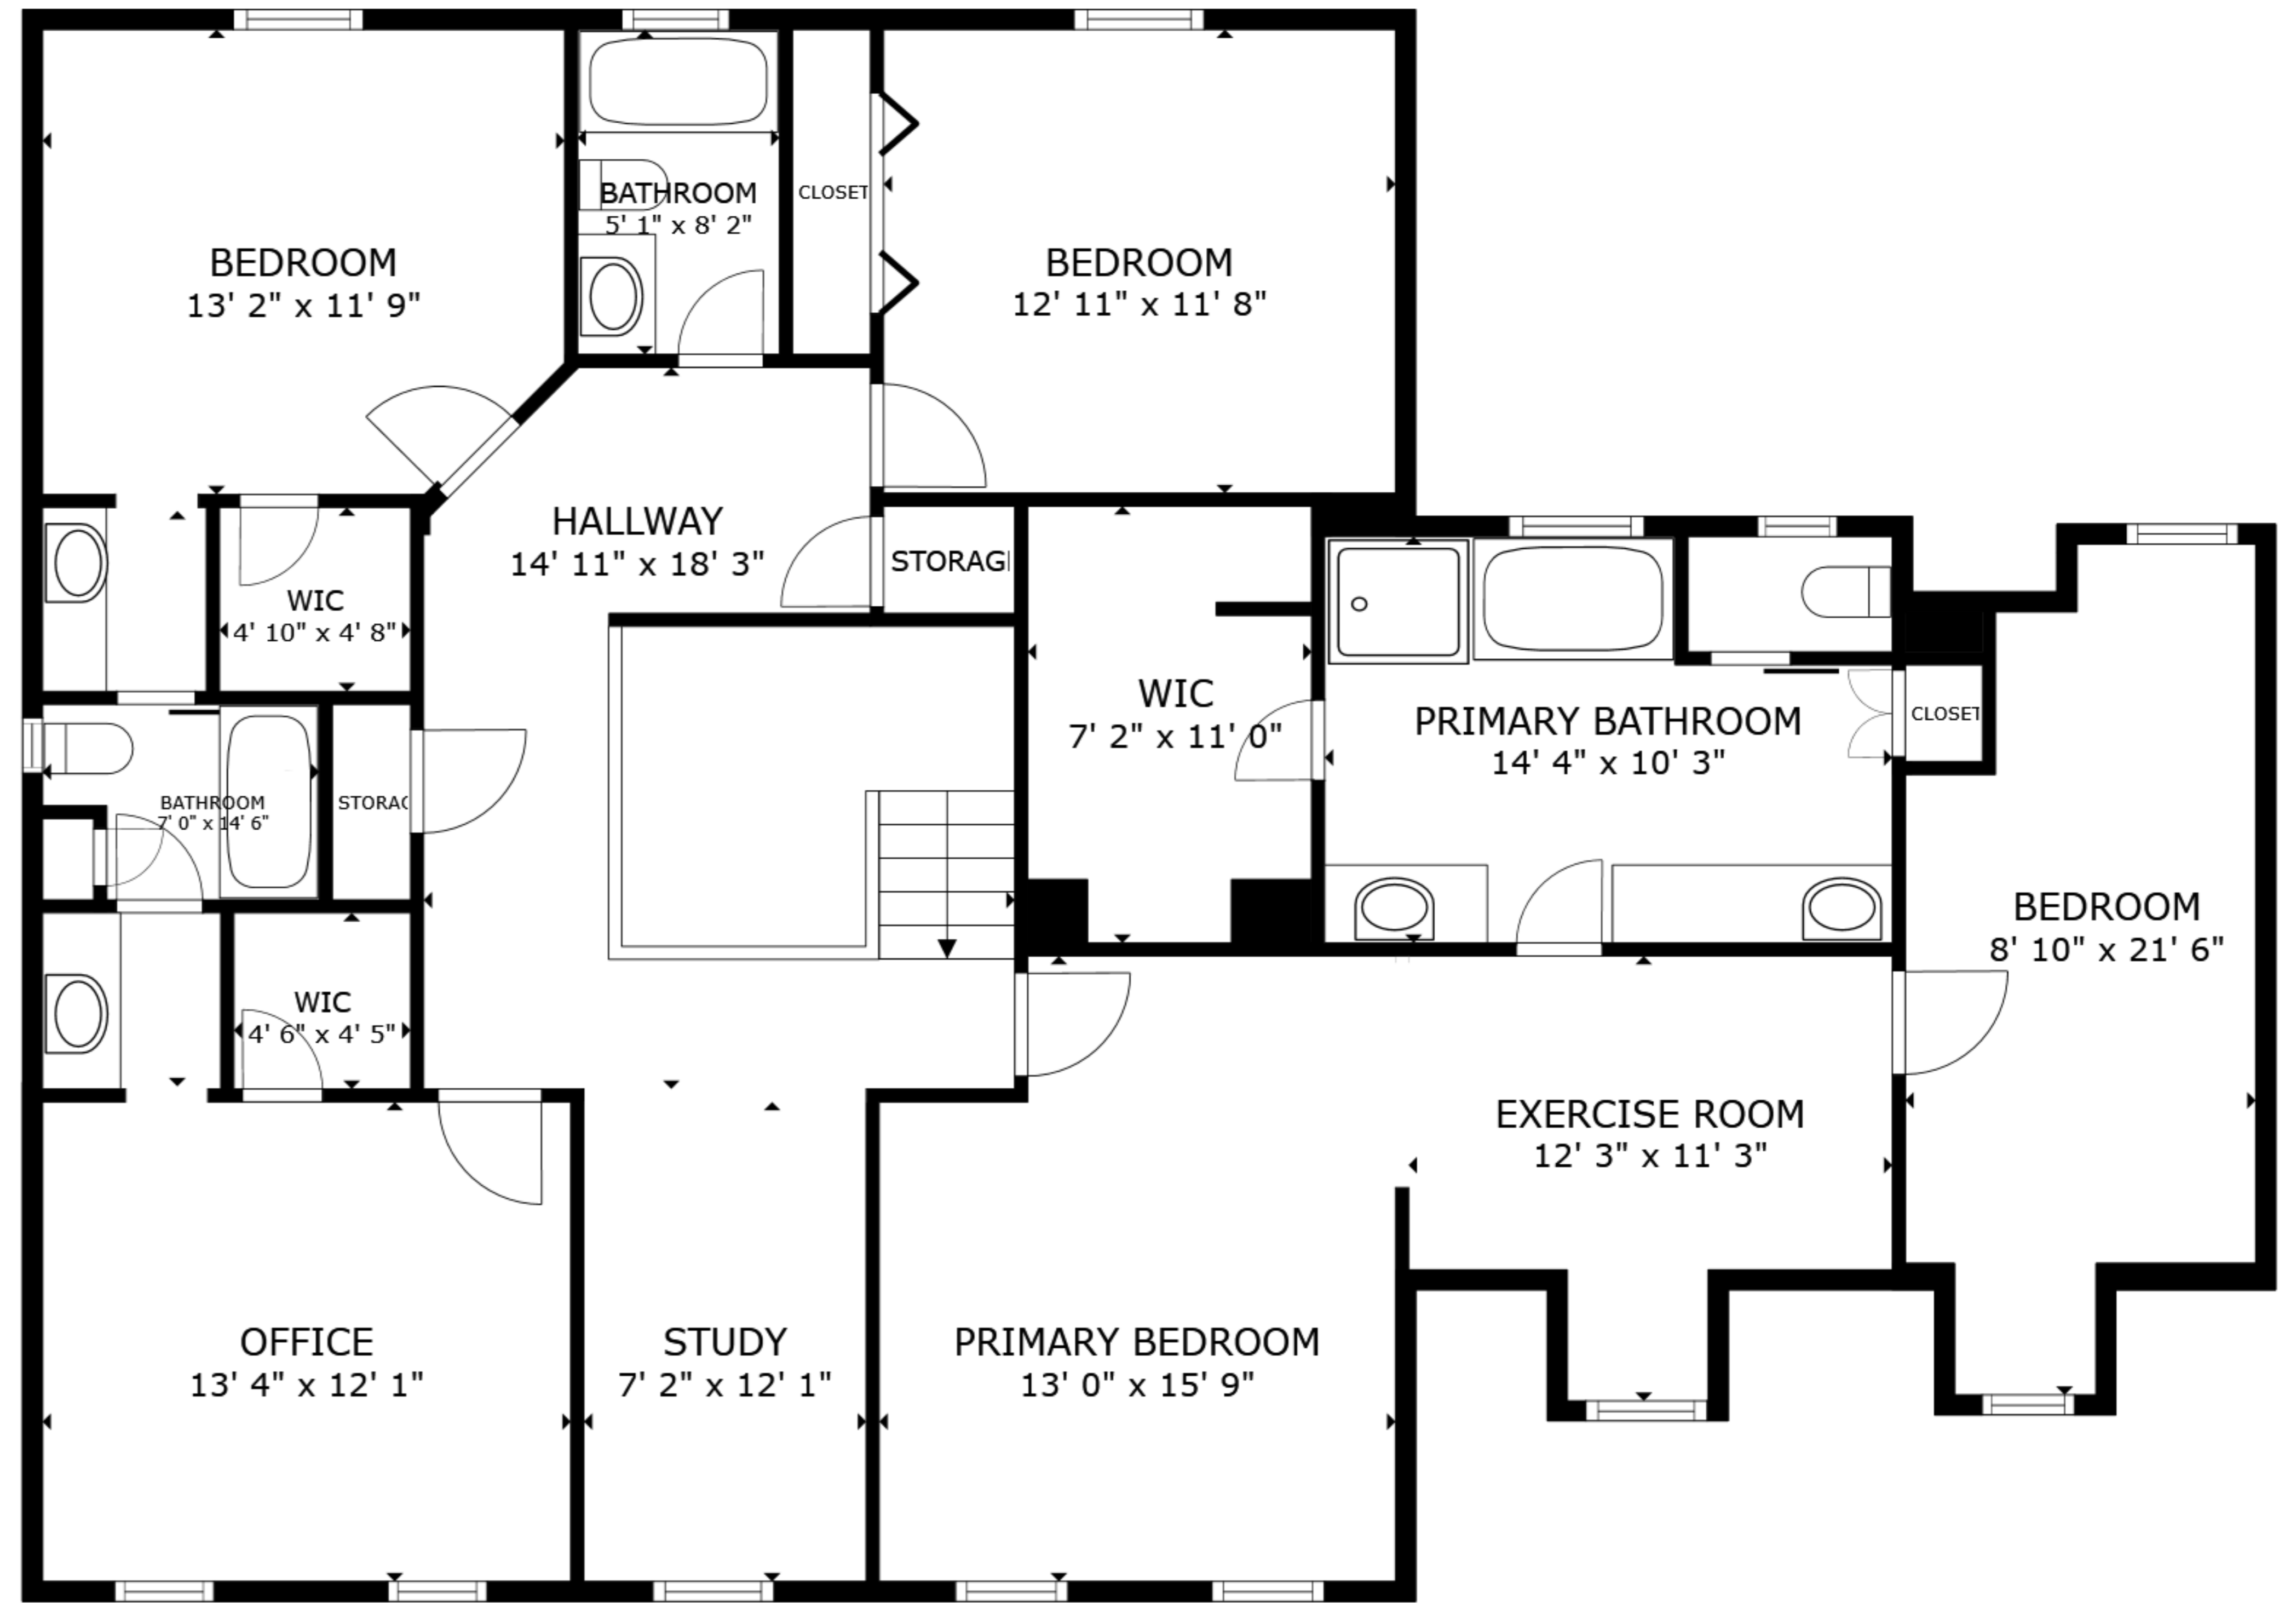 BATHROOM
5' 1" x 8' 2"
CLOSET
BEDROOM
13' 2" x 11' 9"
BEDROOM
12' 11" x 11' 8"
HALLWAY
14' 11" x 18' 3"
STORAG
WIC
4' 10" x 4' 8"
WIC
7' 2" x 11' 0"
PRIMARY BATHROOM
14' 4" x 10' 3"
CLOSET
BATHROOM
7' 0" x 14' 6"
STORAG
BEDROOM
8' 10" x 21' 6"
WIC
4' 6" x 4' 5"
EXERCISE ROOM
12' 3" x 11' 3"
OFFICE
13' 4" x 12' 1"
STUDY
7' 2" x 12' 1"
PRIMARY BEDROOM
13' 0" x 15' 9"